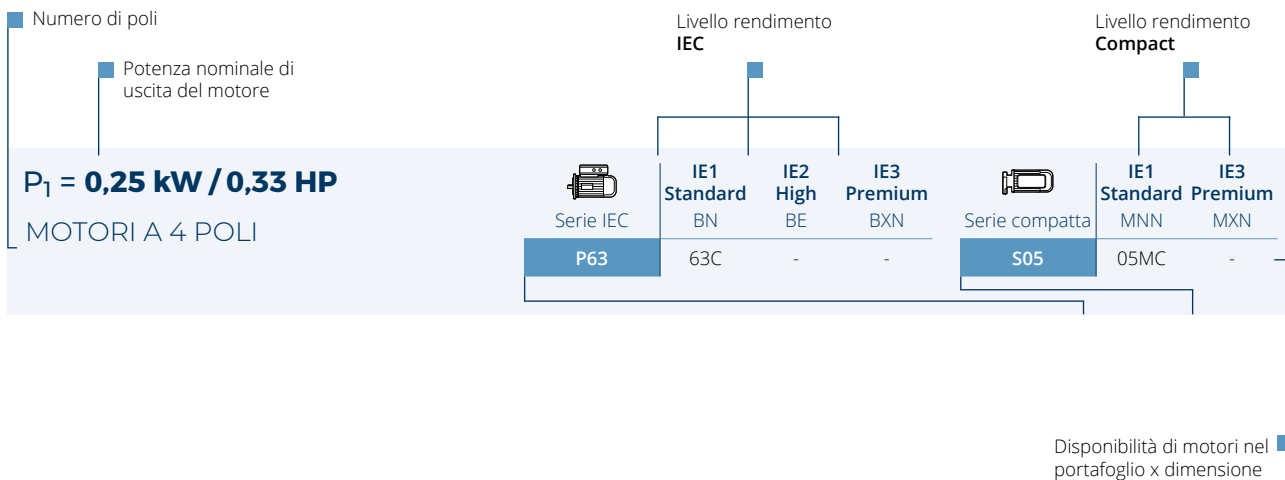 Numero di poli
Potenza nominale di
uscita del motore
Livello rendimento
IEC
Livello rendimento
Compact
P1 = 0,25 kW / 0,33 HP
MOTORI A 4 POLI
Serie IEC
IE1
Standard
BN
IE2
High
BE
IE3
Premium
BXN
P63 63C - -
Serie compatta
IE1
Standard
MNN
IE3
Premium
MXN
S05 05MC -
Disponibilità di motori nel
portafoglio x dimensione